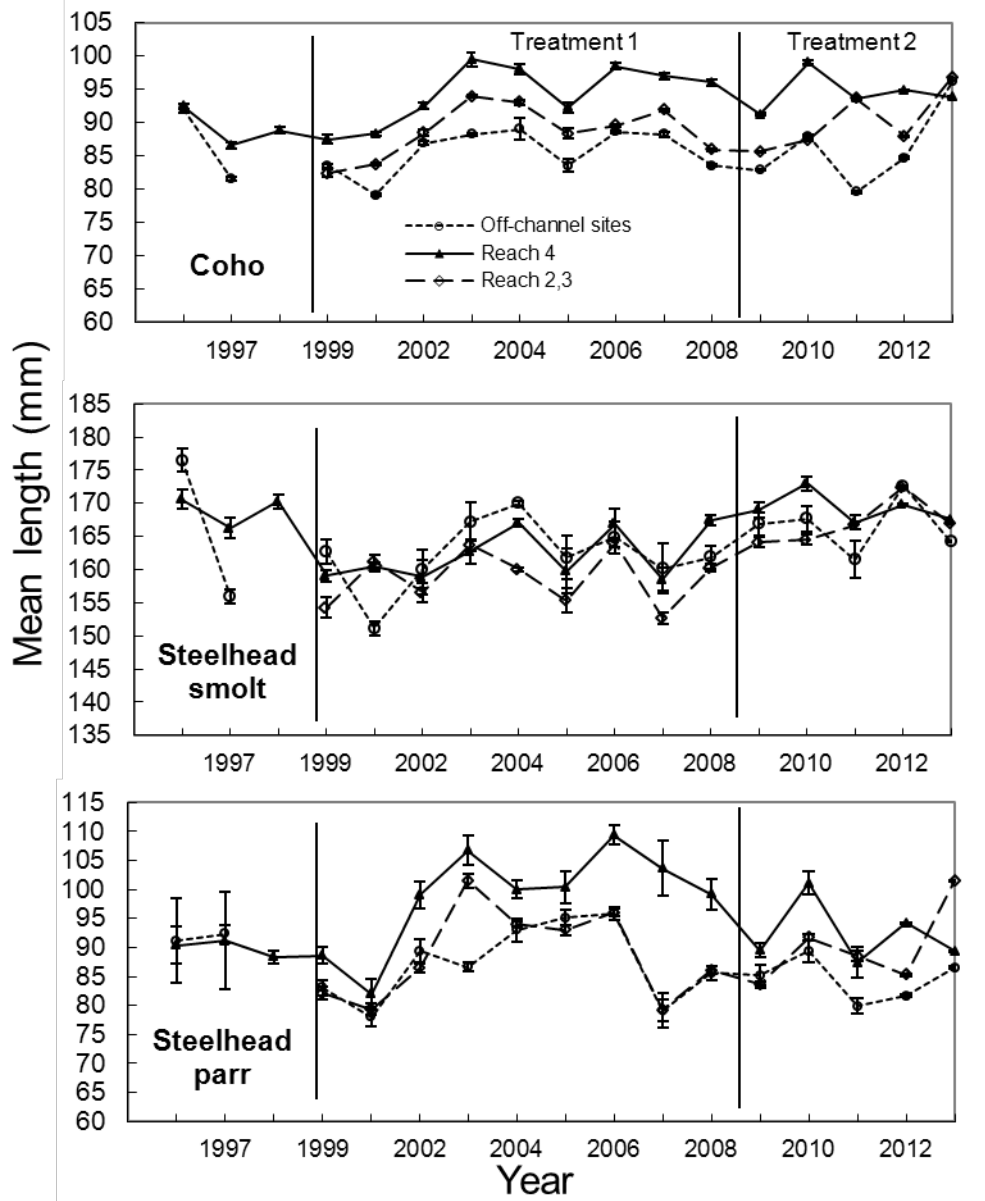 105
100
95
90
85
80
75
70
65
60
Treatment 1
Treatment 2
Off-channel sites
Reach 4
Reach 2,3
Coho
1997 1999 2002 2004 2006 2008 2010 2012
Mean length (mm)
185
180
175
170
165
160
155
150
145
140
135
Steelhead
smolt
1997 1999 2002 2004 2006 2008 2010 2012
115
110
105
100
95
90
85
80
75
70
65
60
Steelhead
parr
1997 1999 2002 2004 2006 2008 2010 2012
Year